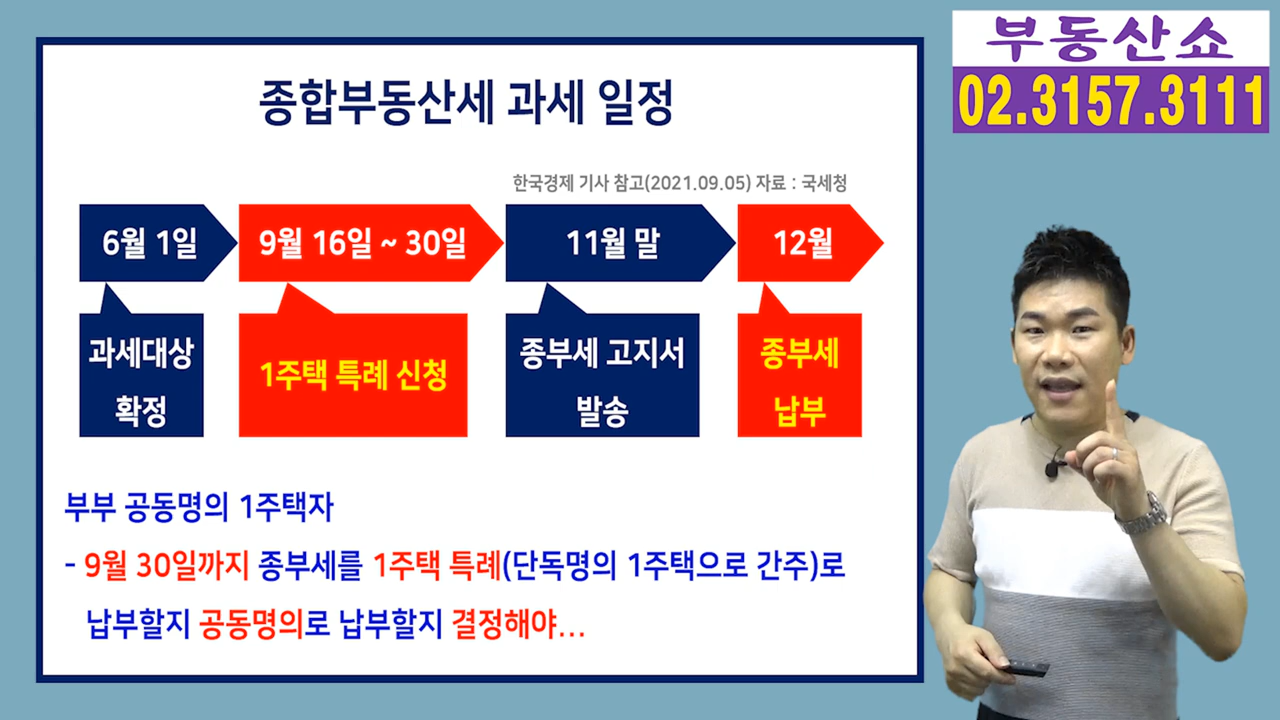 부동산쇼
02.3157.3111
종합부동산세 과세 일정
한국경제 기사 참고(2021.09.05) 자료 : 국세청
6월 1일
9월 16일 ~ 30일
11월 말
12월
과세대상
확정
1주택 특례 신청
종부세 고지서
발송
종부세
납부
부부 공동명의 1주택자
- 9월 30일까지 종부세를 1주택 특례(단독명의 1주택으로 간주)로
납부할지 공동명의로 납부할지 결정해야...